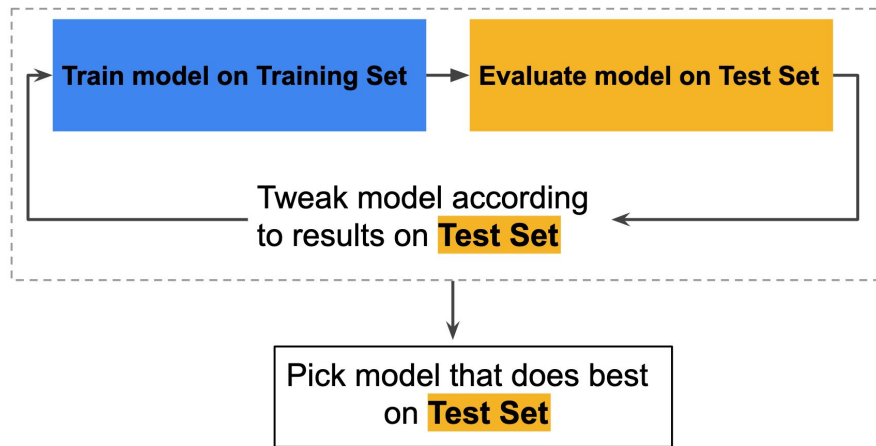 Train model on Training Set
Evaluate model on Test Set
Tweak model according
to results on Test Set
Pick model that does best
on Test Set